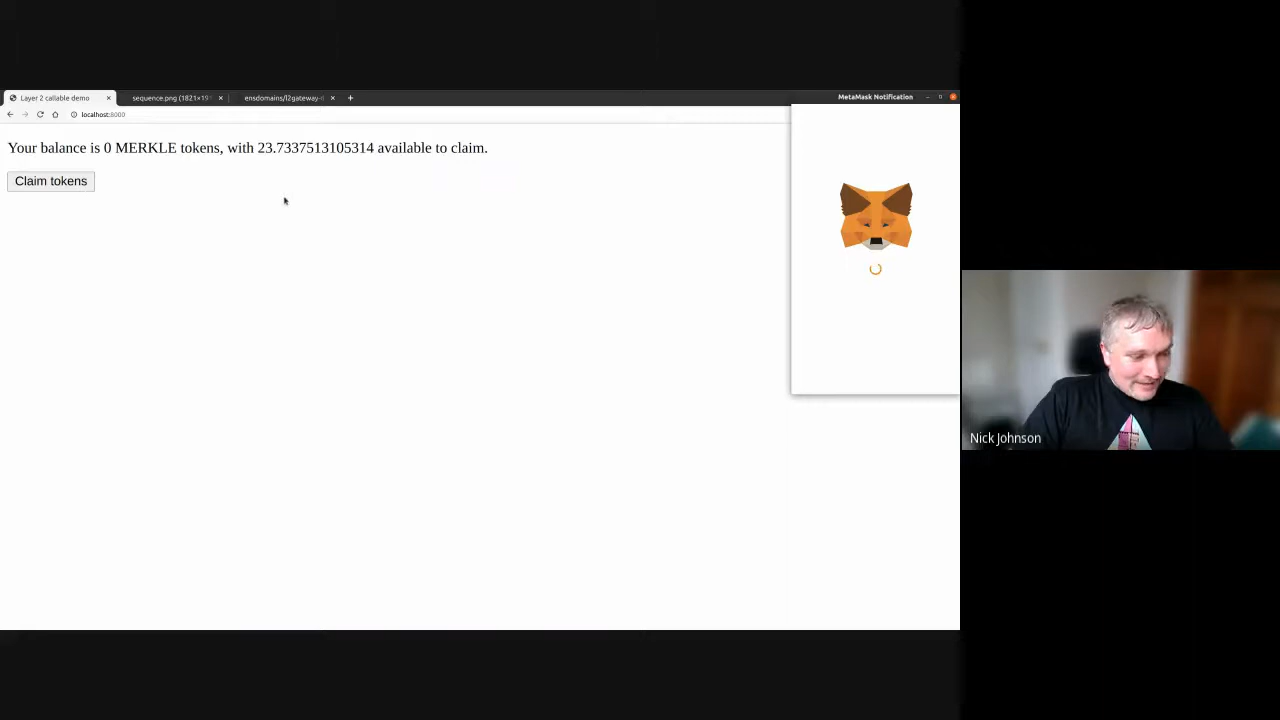 Layer 2 callable demo
sequence.png (1821×19
ensdomains/l2gateway-
MetaMask Notification
localhost:8000
Your balance is 0 MERKLE tokens, with 23.7337513105314 available to claim.
Claim tokens
Nick Johnson